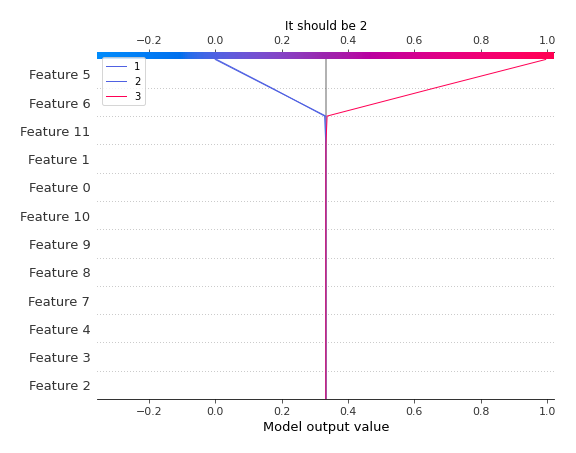 It should be 2
−0.2 0.0 0.2 0.4 0.6 0.8 1.0
1
2
3
Feature 5
Feature 6
Feature 11
Feature 1
Feature 0
Feature 10
Feature 9
Feature 8
Feature 7
Feature 4
Feature 3
Feature 2
−0.2 0.0 0.2 0.4 0.6 0.8 1.0
Model output value